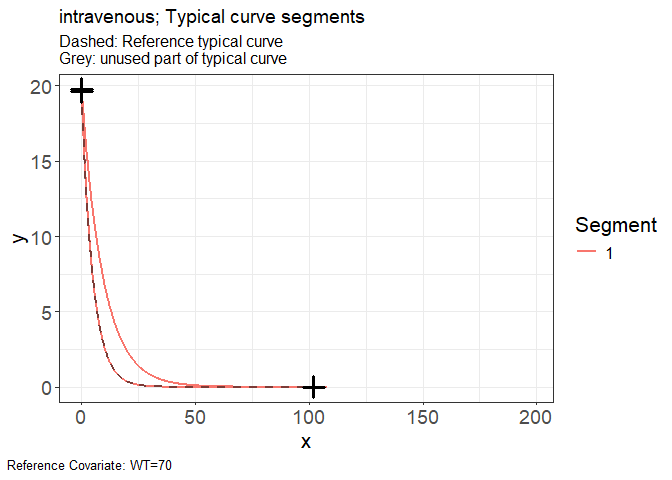 intravenous; Typical curve segments
Dashed: Reference typical curve
Grey: unused part of typical curve
20
15
10
5
0
y
0
50
100
150
200
x
Segment
1
Reference Covariate: WT=70